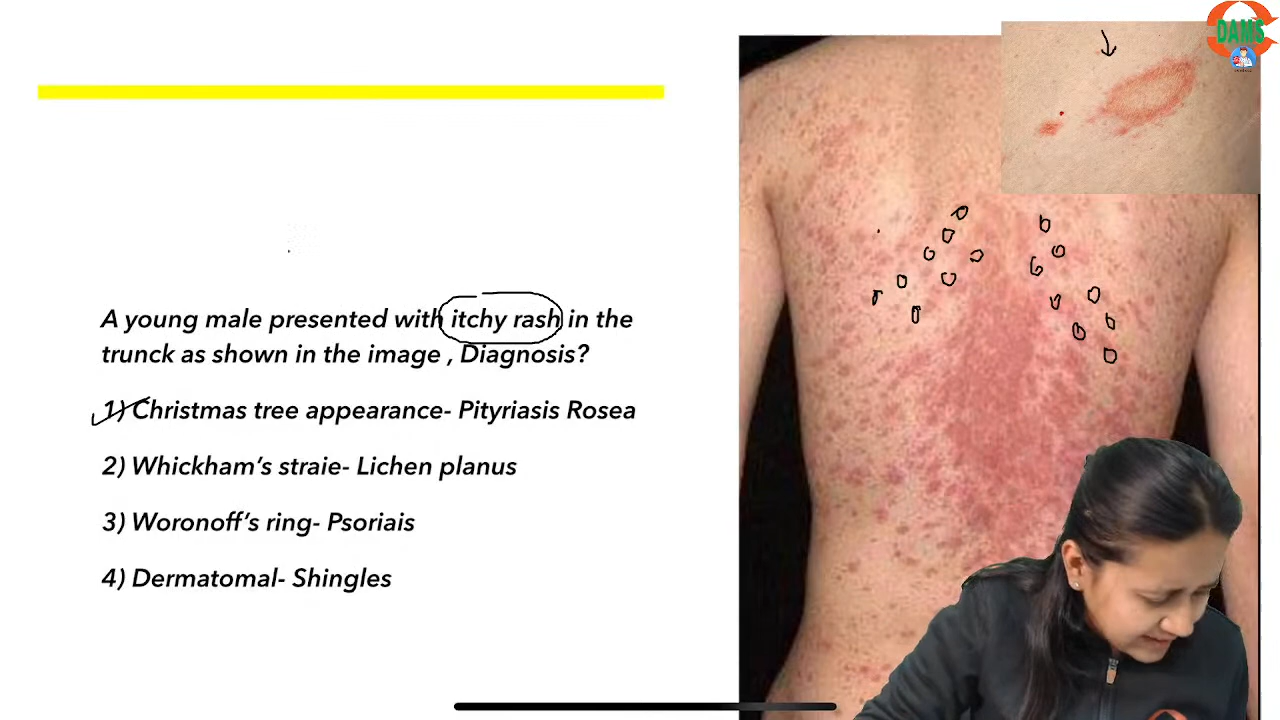 DAMS
A young male presented with itchy rash in the
trunck as shown in the image , Diagnosis?
1) Christmas tree appearance- Pityriasis Rosea
2) Whickham's straie- Lichen planus
3) Woronoff's ring- Psoriais
4) Dermatomal- Shingles